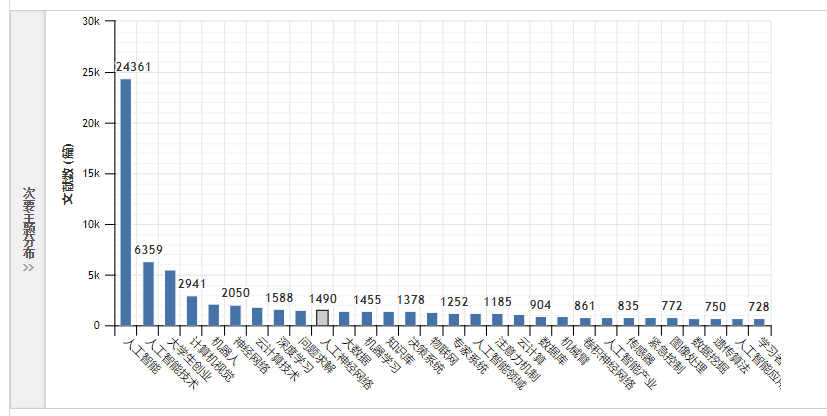 次要主题分布
»
文献数 (篇)
30k
25k
20k
15k
10k
5k
0
24361
6359
2941
2050
1588
1490
1455
1378
1252
1185
904
861
835
772
750
728
人工智能
人工智能技术
大学生创业
计算机视觉
机器人
神经网络
云计算技术
深度学习
问题求解
人工神经网络
大数据
机器学习
知识库
决策系统
物联网
专家系统
人工智能领域
注意力机制
云计算
数据库
机械臂
卷积神经网络
人工智能产业
传感器
紧急控制
图像处理
数据挖掘
遗传算法
人工智能应用
学习者